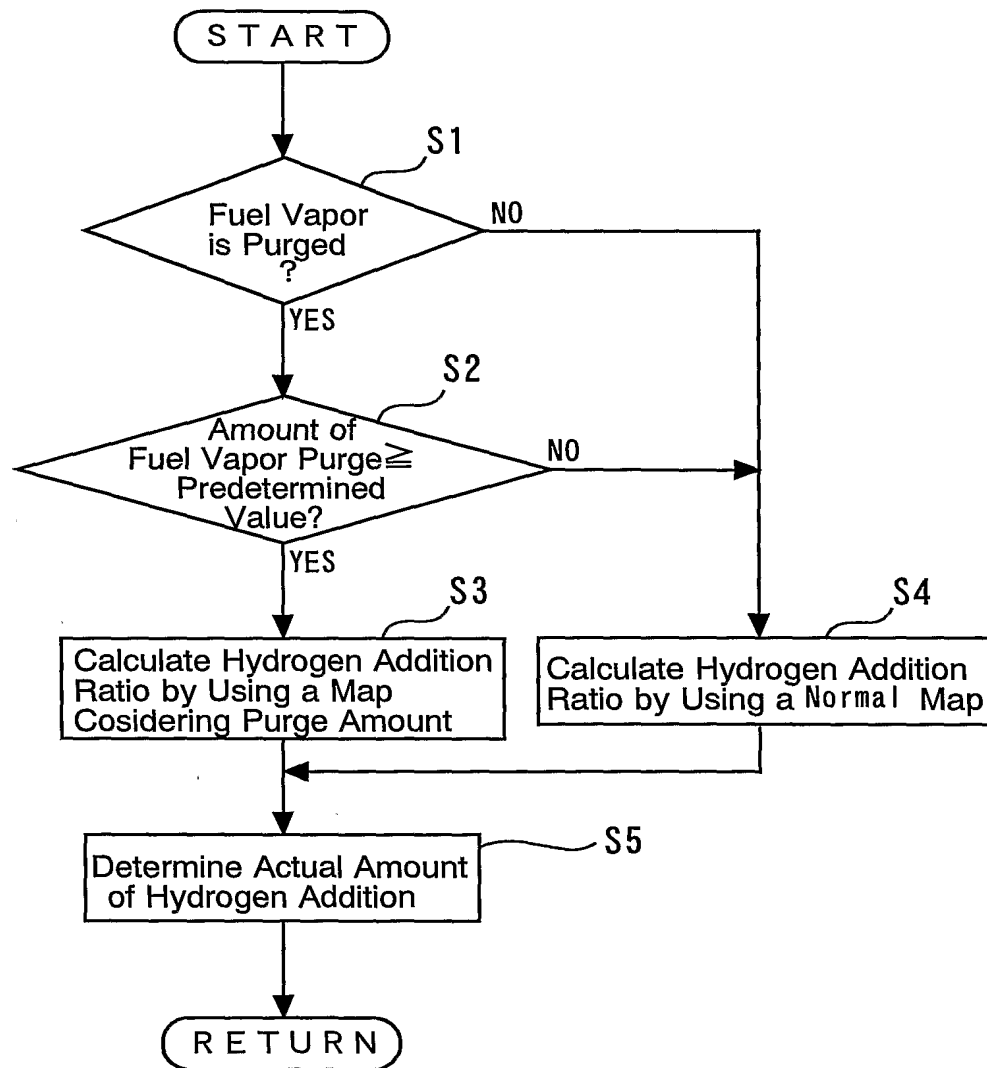 START
S1
Fuel Vapor
is Purged
?
NO
YES
S2
Amount of
Fuel Vapor Purge≧
Predetermined
Value?
NO
YES
S3
Calculate Hydrogen Addition
Ratio by Using a Map
Cosidering Purge Amount
S4
Calculate Hydrogen Addition
Ratio by Using a Normal Map
S5
Determine Actual Amount
of Hydrogen Addition
RETURN